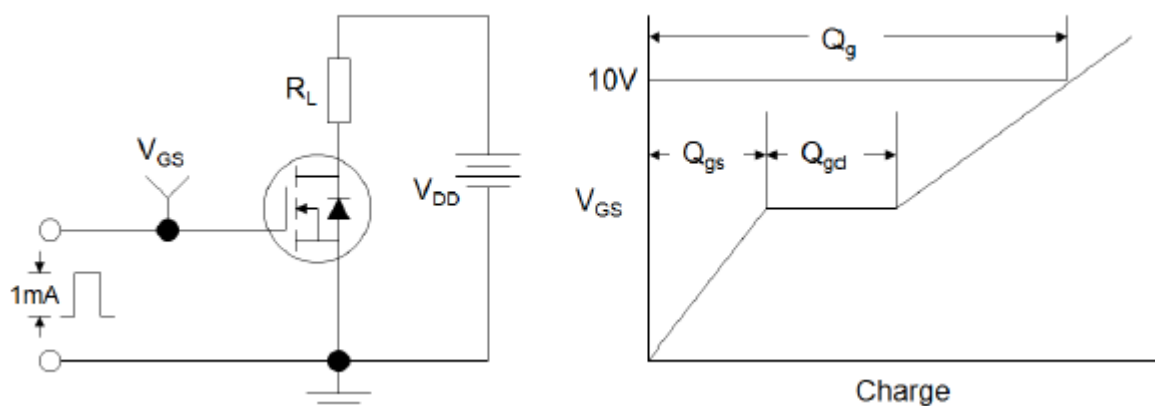 R_L
V_GS
V_DD
1mA
Q_g
10V
Q_gs
Q_gd
V_GS
Charge